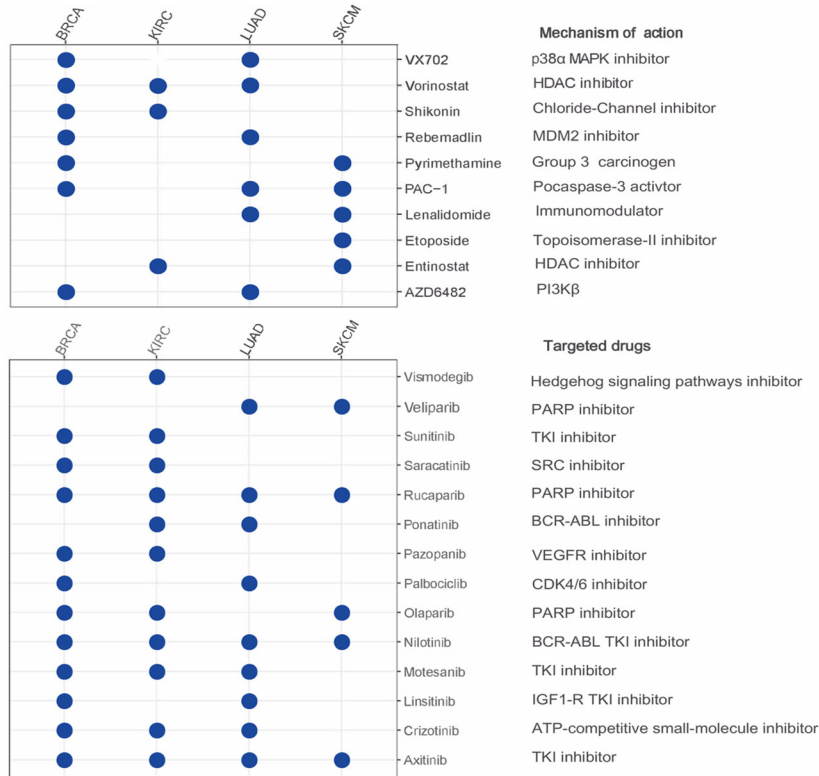 BRCA KIRC LUAD SKCM
Mechanism of action
VX702 p38α MAPK inhibitor
Vorinostat HDAC inhibitor
Shikonin Chloride-Channel inhibitor
Rebemadlin MDM2 inhibitor
Pyrimethamine Group 3 carcinogen
PAC−1 Pocaspase-3 activtor
Lenalidomide Immunomodulator
Etoposide Topoisomerase-II inhibitor
Entinostat HDAC inhibitor
AZD6482 PI3Kβ
BRCA KIRC LUAD SKCM
Targeted drugs
Vismodegib Hedgehog signaling pathways inhibitor
Veliparib PARP inhibitor
Sunitinib TKI inhibitor
Saracatinib SRC inhibitor
Rucaparib PARP inhibitor
Ponatinib BCR-ABL inhibitor
Pazopanib VEGFR inhibitor
Palbociclib CDK4/6 inhibitor
Olaparib PARP inhibitor
Nilotinib BCR-ABL TKI inhibitor
Motesanib TKI inhibitor
Linsitinib IGF1-R TKI inhibitor
Crizotinib ATP-competitive small-molecule inhibitor
Axitinib TKI inhibitor